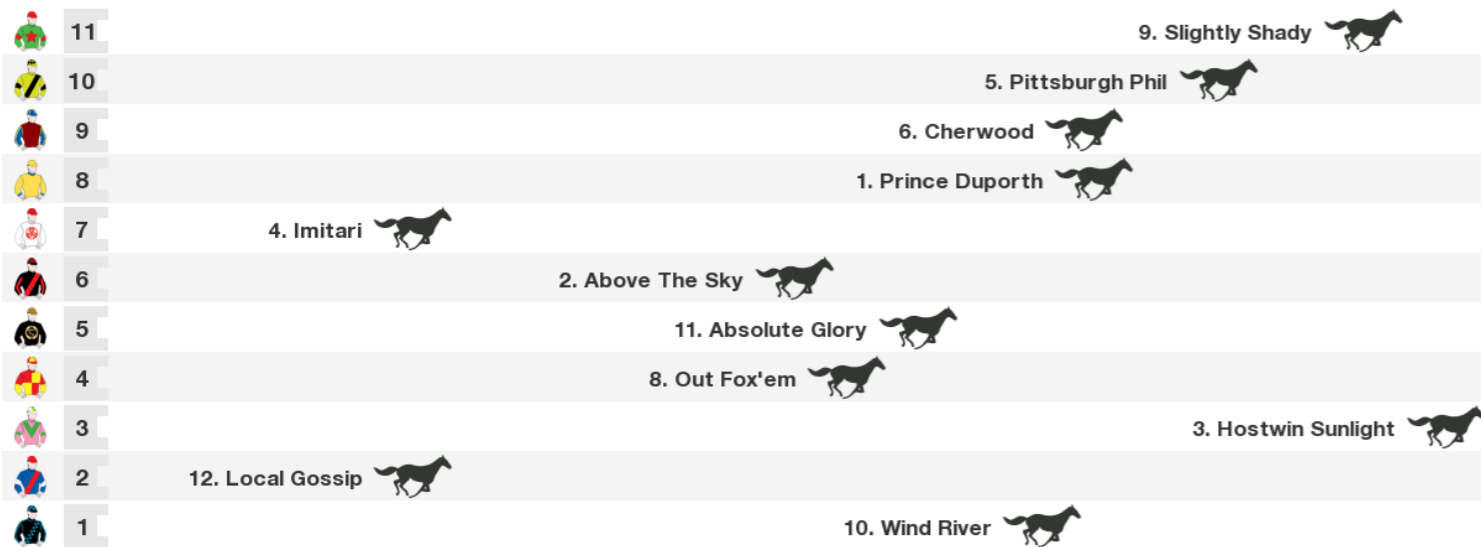 11 9. Slightly Shady
10 5. Pittsburgh Phil
9 6. Cherwood
8 1. Prince Duporth
7 4. Imitari
6 2. Above The Sky
5 11. Absolute Glory
4 8. Out Fox'em
3 3. Hostwin Sunlight
2 12. Local Gossip
1 10. Wind River